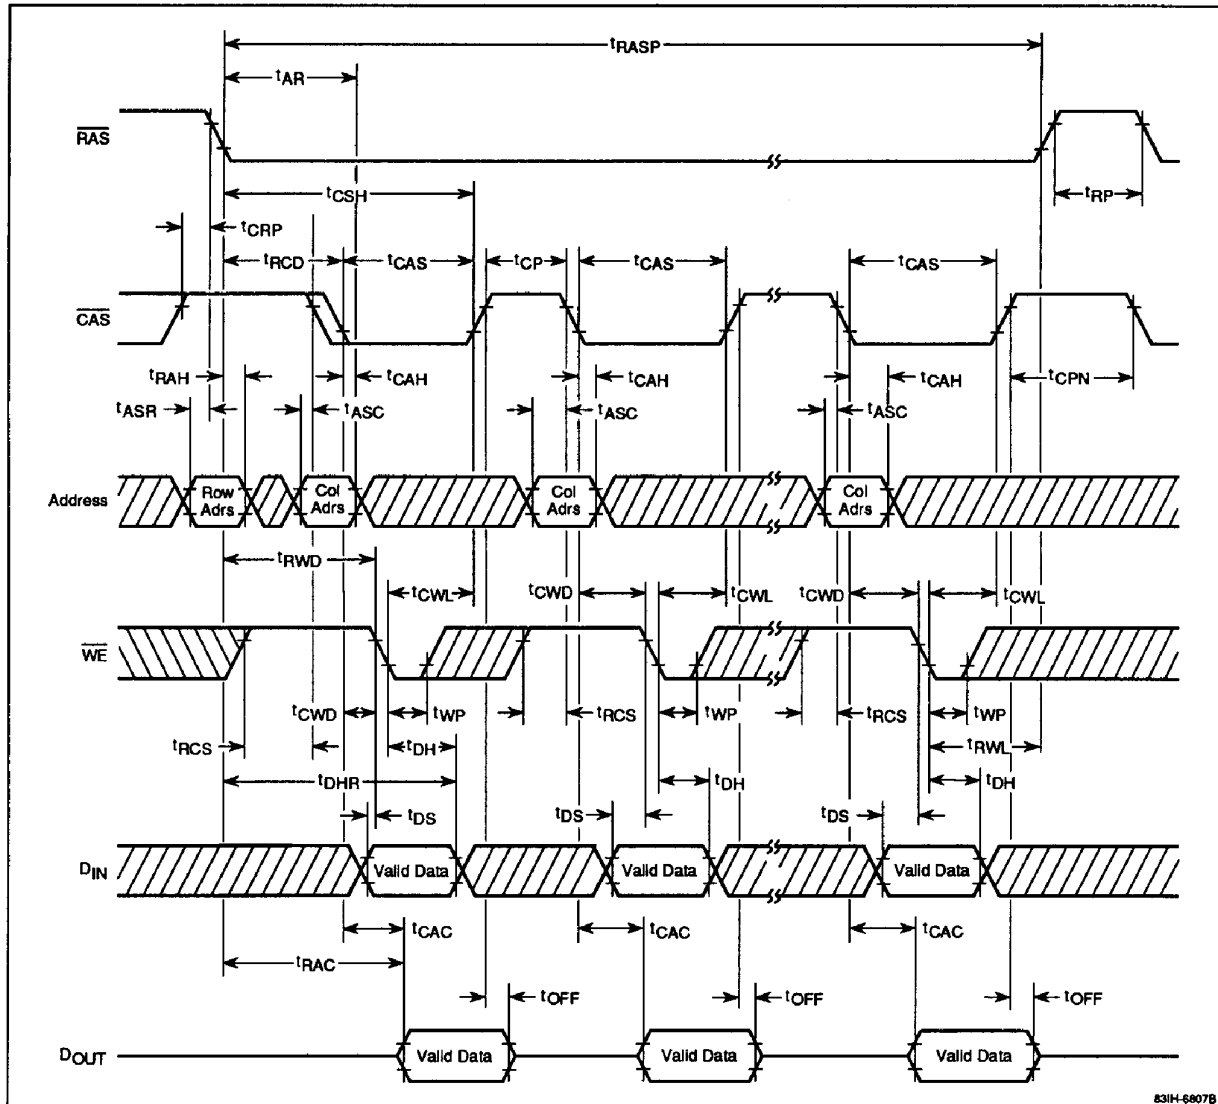 tRASP
tAR
RAS
tCSH
tRP
tCRP
tRCD tCAS tCP tCAS tCAS
CAS
tRAH tCAH tCAH tCAH tCPN
tASR tASC tASC tASC
Address Row Adrs Col Adrs Col Adrs Col Adrs
tRWD
tCWL tCWD tCWL tCWD tCWL
WE
tCWD tWP tRCS tWP tRCS tWP
tRCS tDH tRWL
tDHR tDH tDH
tDS tDS tDS
DIN Valid Data Valid Data Valid Data
tCAC tCAC tCAC
tRAC
tOFF tOFF tOFF
DOUT Valid Data Valid Data Valid Data
83IH-6807B